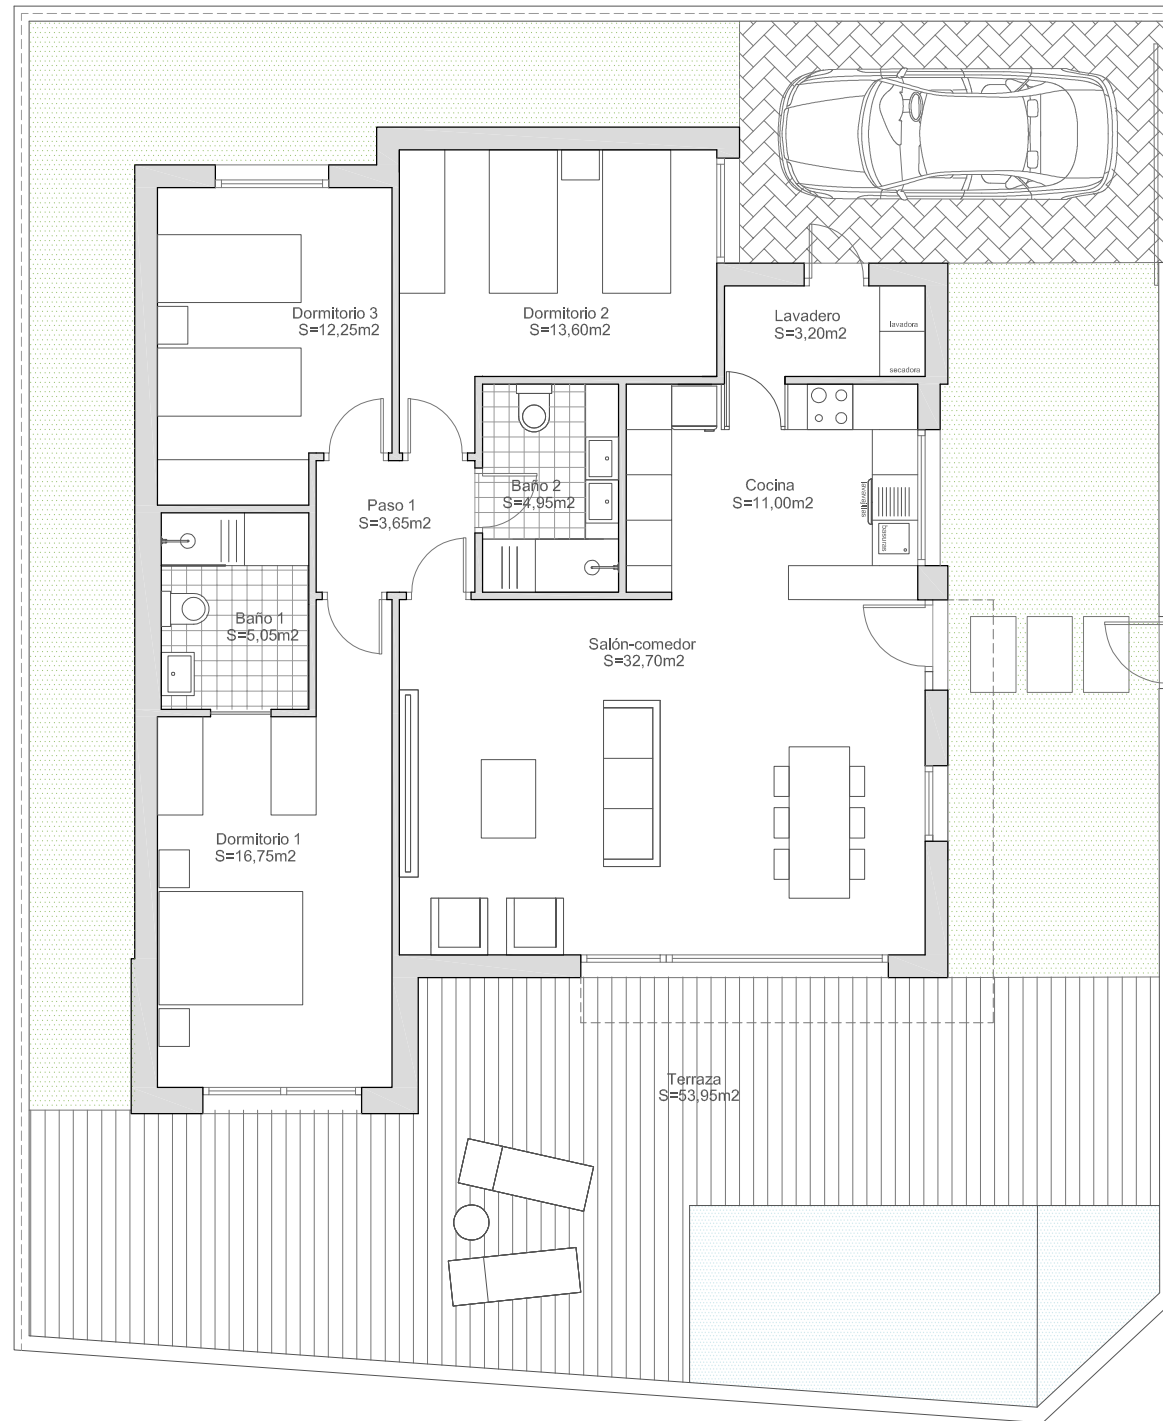 Dormitorio 3
S=12,25m2
Dormitorio 2
S=13,60m2
Lavadero
S=3,20m2
lavadora
secadora
Paso 1
S=3,65m2
Baño 2
S=4,95m2
Cocina
S=11,00m2
lavavajillas
basuras
Baño 1
S=5,05m2
Salón-comedor
S=32,70m2
Dormitorio 1
S=16,75m2
Terraza
S=53,95m2